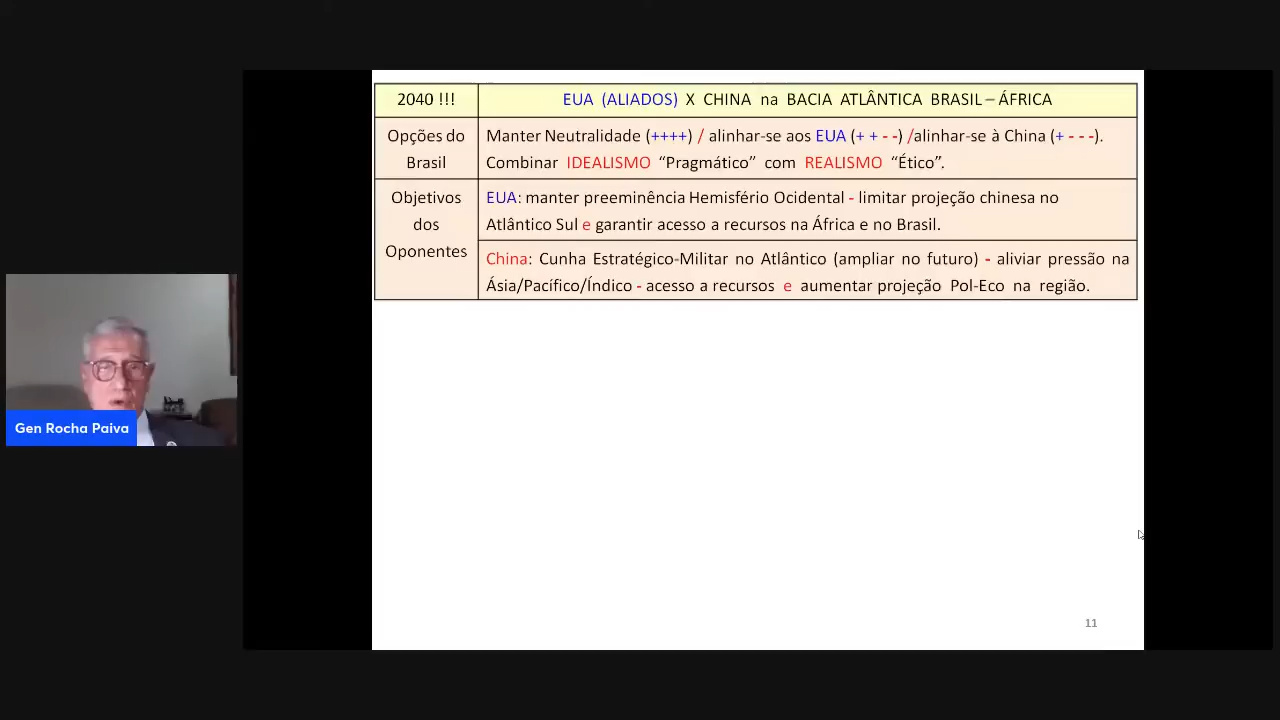 2040 !!!
EUA (ALIADOS) X CHINA na BACIA ATLÂNTICA BRASIL – ÁFRICA
Opções do
Brasil
Manter Neutralidade (++++) / alinhar-se aos EUA (+ + - -) /alinhar-se à China (+ - - -).
Combinar IDEALISMO “Pragmático” com REALISMO “Ético”.
Objetivos
dos
Oponentes
EUA: manter preeminência Hemisfério Ocidental - limitar projeção chinesa no
Atlântico Sul e garantir acesso a recursos na África e no Brasil.
China: Cunha Estratégico-Militar no Atlântico (ampliar no futuro) - aliviar pressão na
Ásia/Pacífico/Índico - acesso a recursos e aumentar projeção Pol-Eco na região.
Gen Rocha Paiva
11